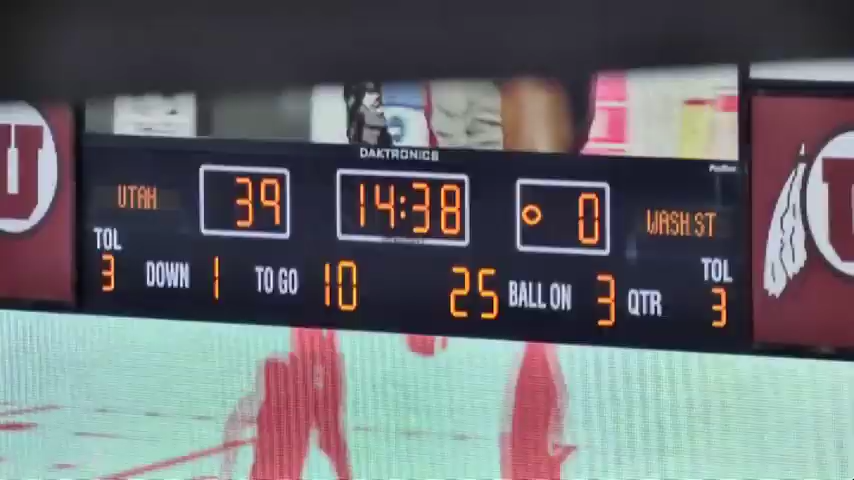 DAKTRONICS
UTAH 39 14:38 0 WASH ST
TOL TOL
3 DOWN 1 TO GO 10 25 BALL ON 3 QTR 3
U